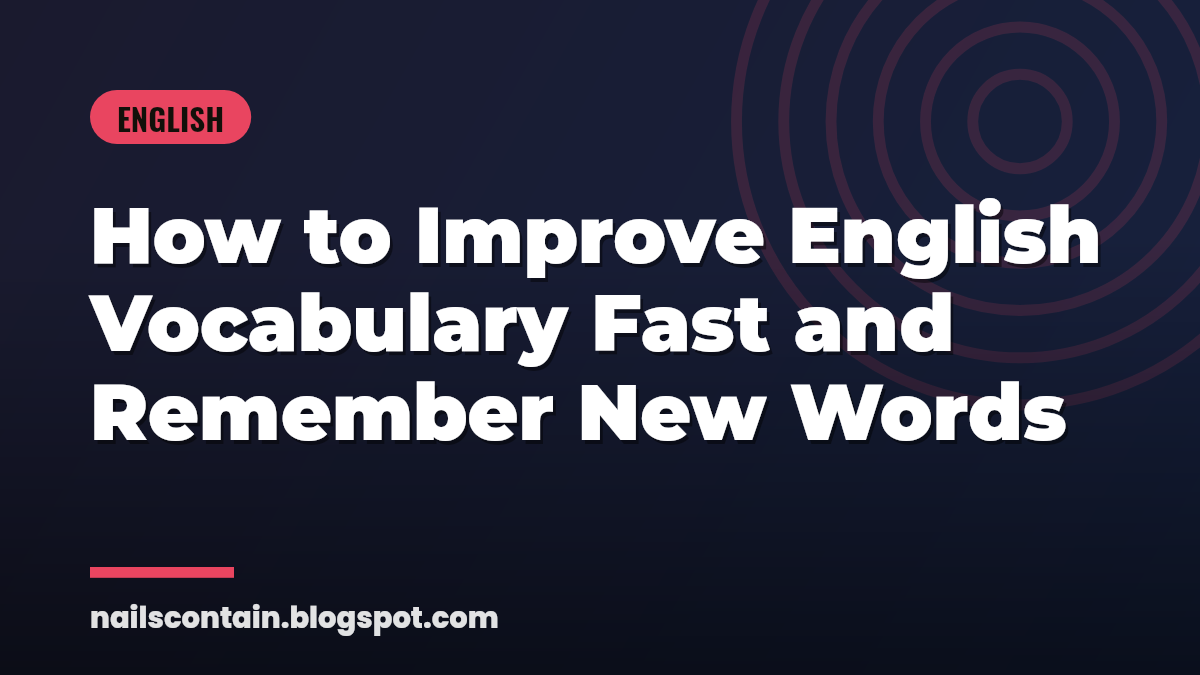 ENGLISH
How to Improve English
Vocabulary Fast and
Remember New Words
nailscontain.blogspot.com